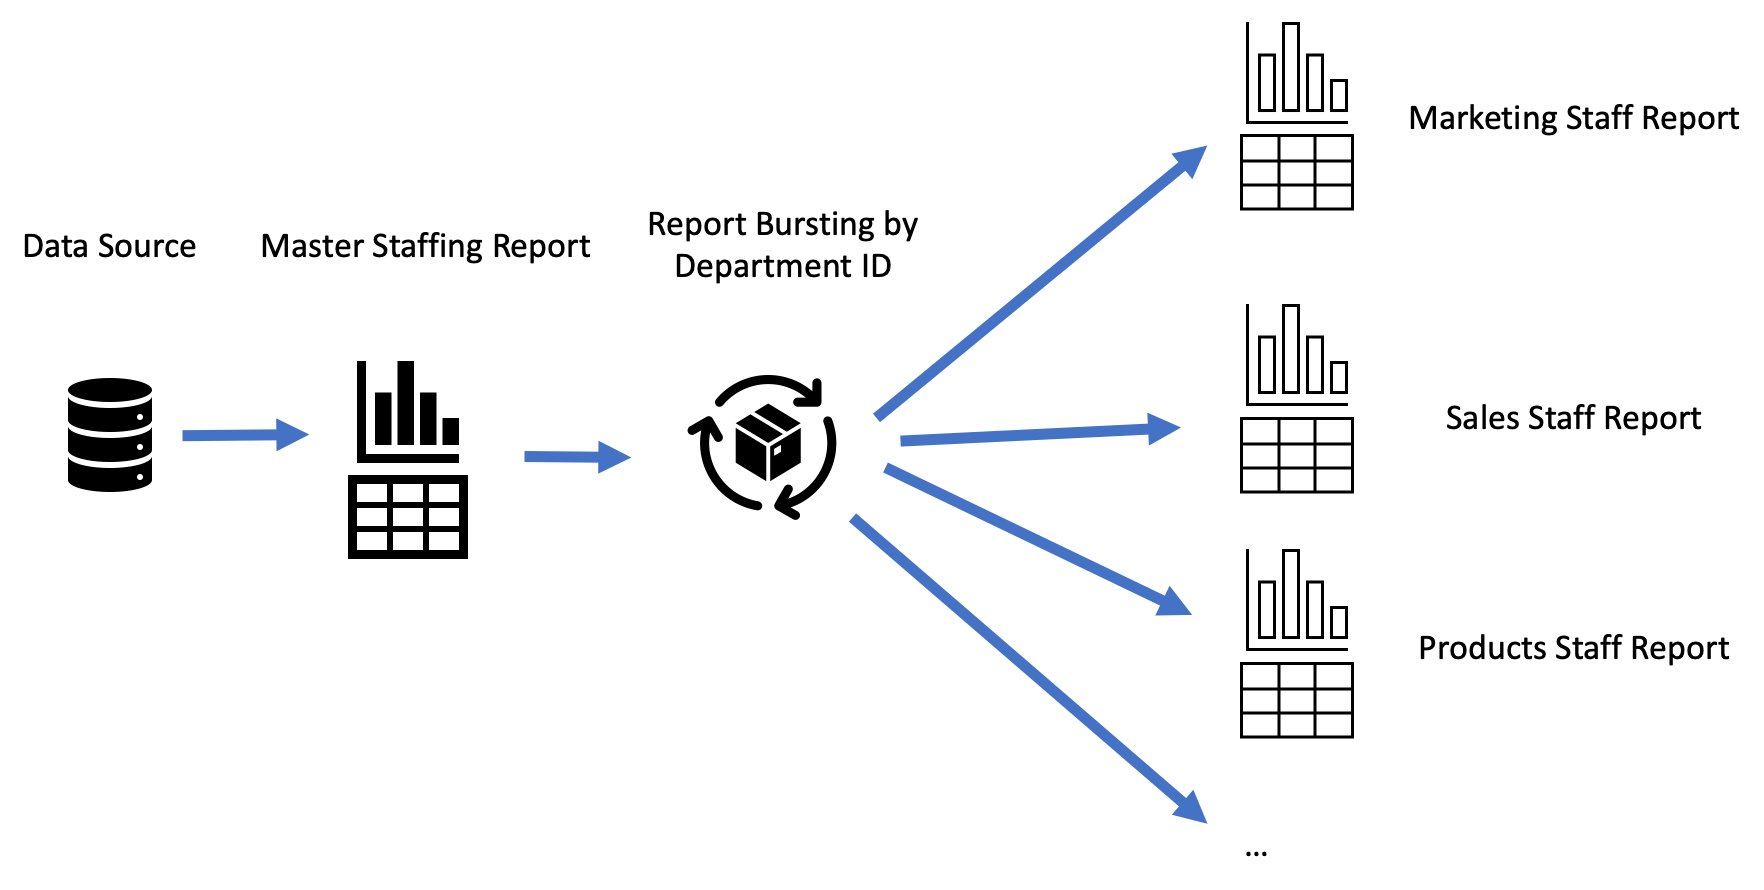 Data Source
Master Staffing Report
Report Bursting by
Department ID
Marketing Staff Report
Sales Staff Report
Products Staff Report
...